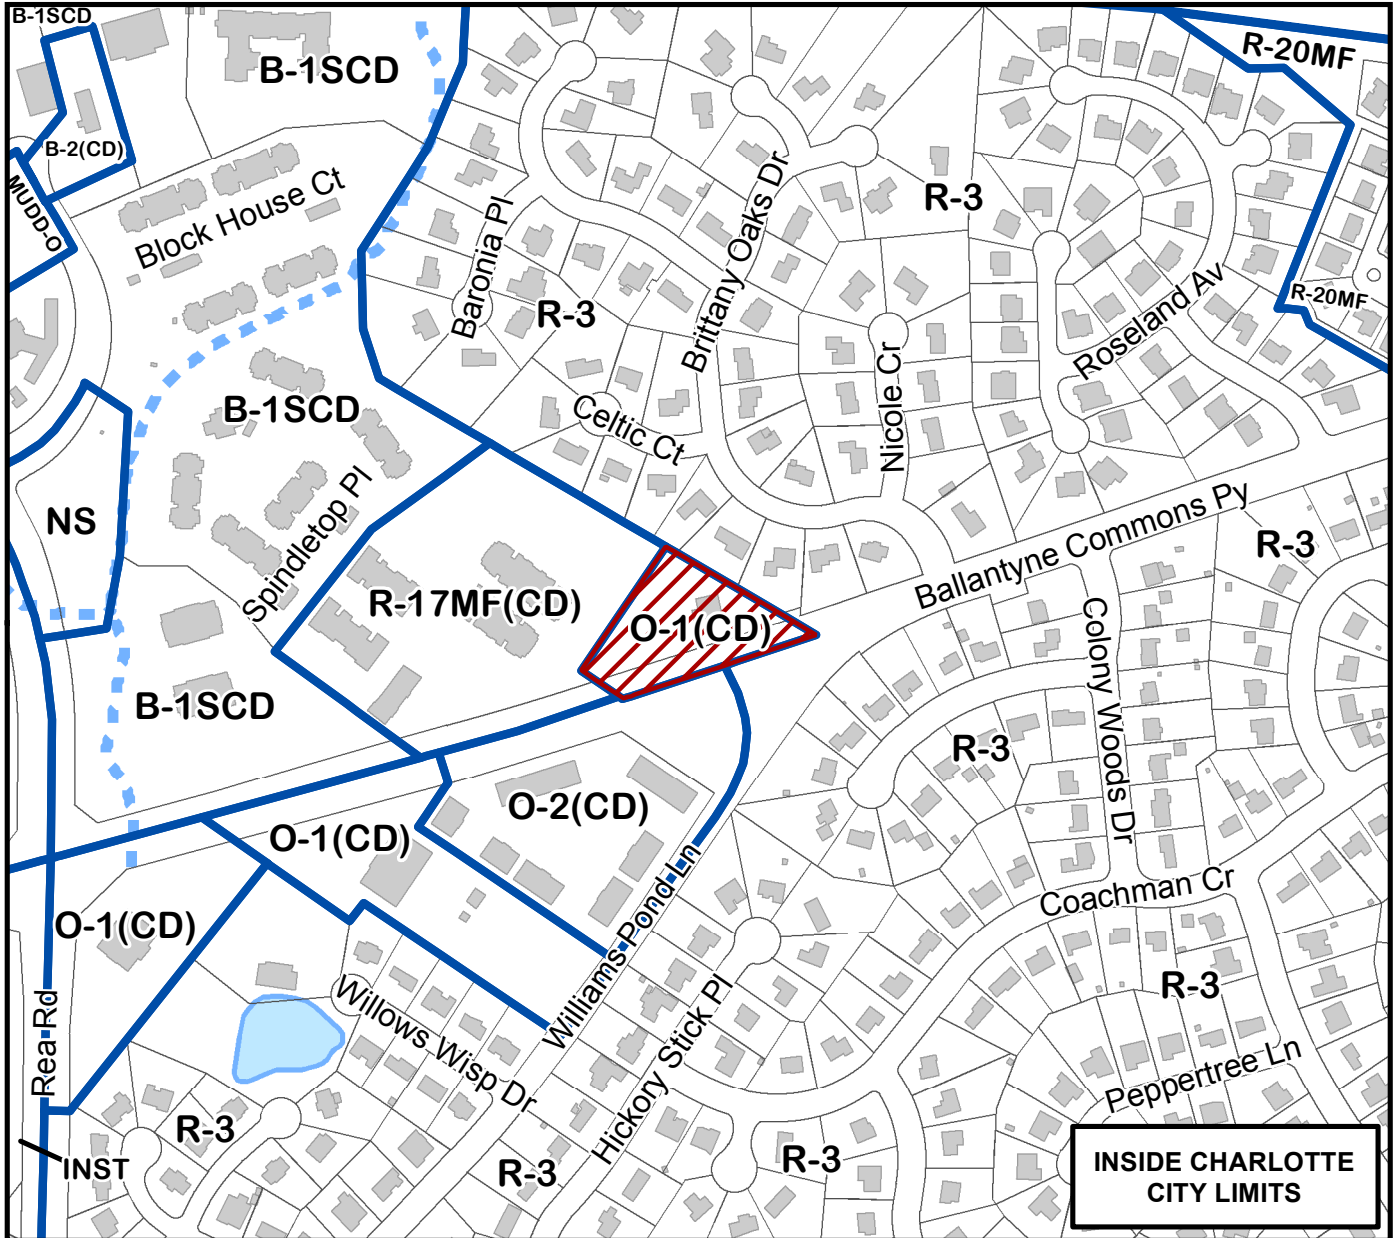 B-1SCD
B-1SCD
R-20MF
B-2(CD)
MUDD-O
Block House Ct
Baronia Pl
Brittany Oaks Dr
R-3
R-3
Roseland Av
R-20MF
B-1SCD
Celtic Ct
Nicole Cr
NS
Spindletop Pl
Ballantyne Commons Py
R-3
R-17MF(CD)
O-1(CD)
Colony Woods Dr
B-1SCD
R-3
O-2(CD)
O-1(CD)
Williams Pond Ln
Coachman Cr
O-1(CD)
Rea Rd
Willows Wisp Dr
Hickory Stick Pl
R-3
Peppertree Ln
R-3
INST
R-3
R-3
INSIDE CHARLOTTE
CITY LIMITS